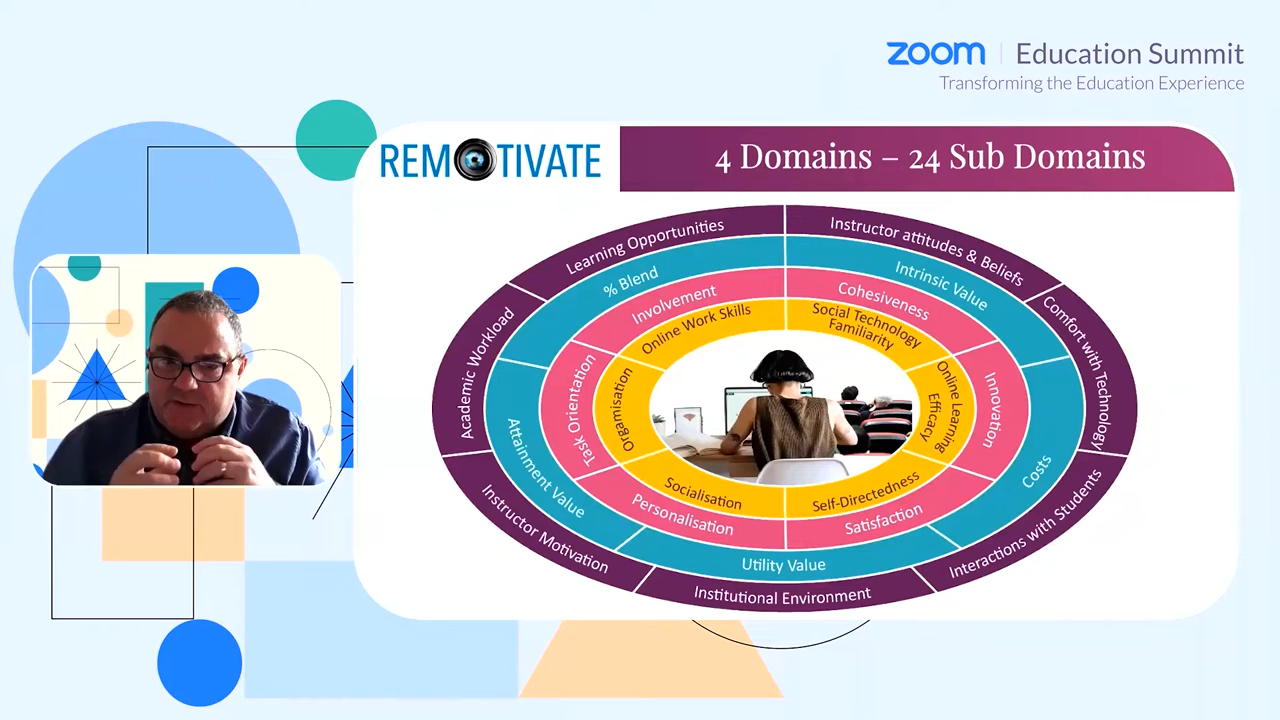 zoom | Education Summit
Transforming the Education Experience
REMOTIVATE
4 Domains – 24 Sub Domains
Learning Opportunities
Instructor attitudes & Beliefs
Comfort with Technology
Interactions with Students
Institutional Environment
Instructor Motivation
Academic Workload
% Blend
Intrinsic Value
Costs
Utility Value
Attainment Value
Involvement
Cohesiveness
Innovation
Satisfaction
Personalisation
Task Orientation
Online Work Skills
Social Technology
Familiarity
Online Learning
Efficacy
Self-Directedness
Socialisation
Orgamisation